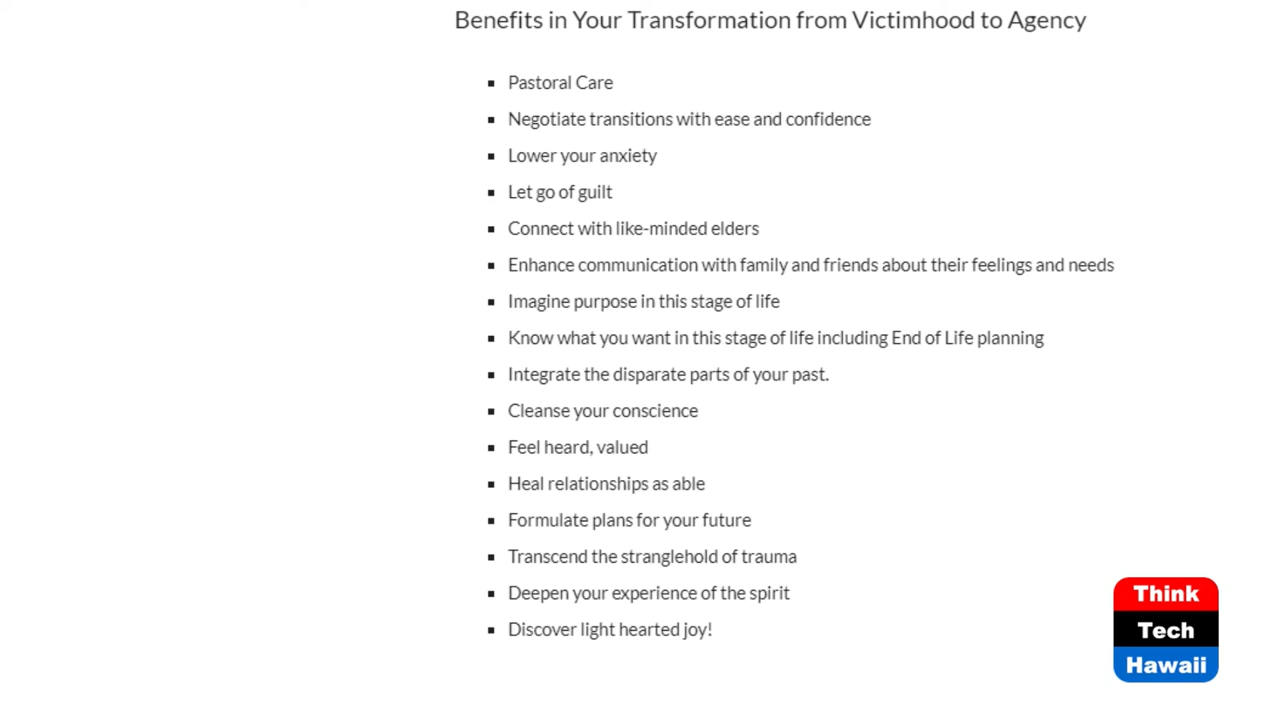 Benefits in Your Transformation from Victimhood to Agency
Pastoral Care
Negotiate transitions with ease and confidence
Lower your anxiety
Let go of guilt
Connect with like-minded elders
Enhance communication with family and friends about their feelings and needs
Imagine purpose in this stage of life
Know what you want in this stage of life including End of Life planning
Integrate the disparate parts of your past.
Cleanse your conscience
Feel heard, valued
Heal relationships as able
Formulate plans for your future
Transcend the stranglehold of trauma
Deepen your experience of the spirit
Discover light hearted joy!
Think
Tech
Hawaii